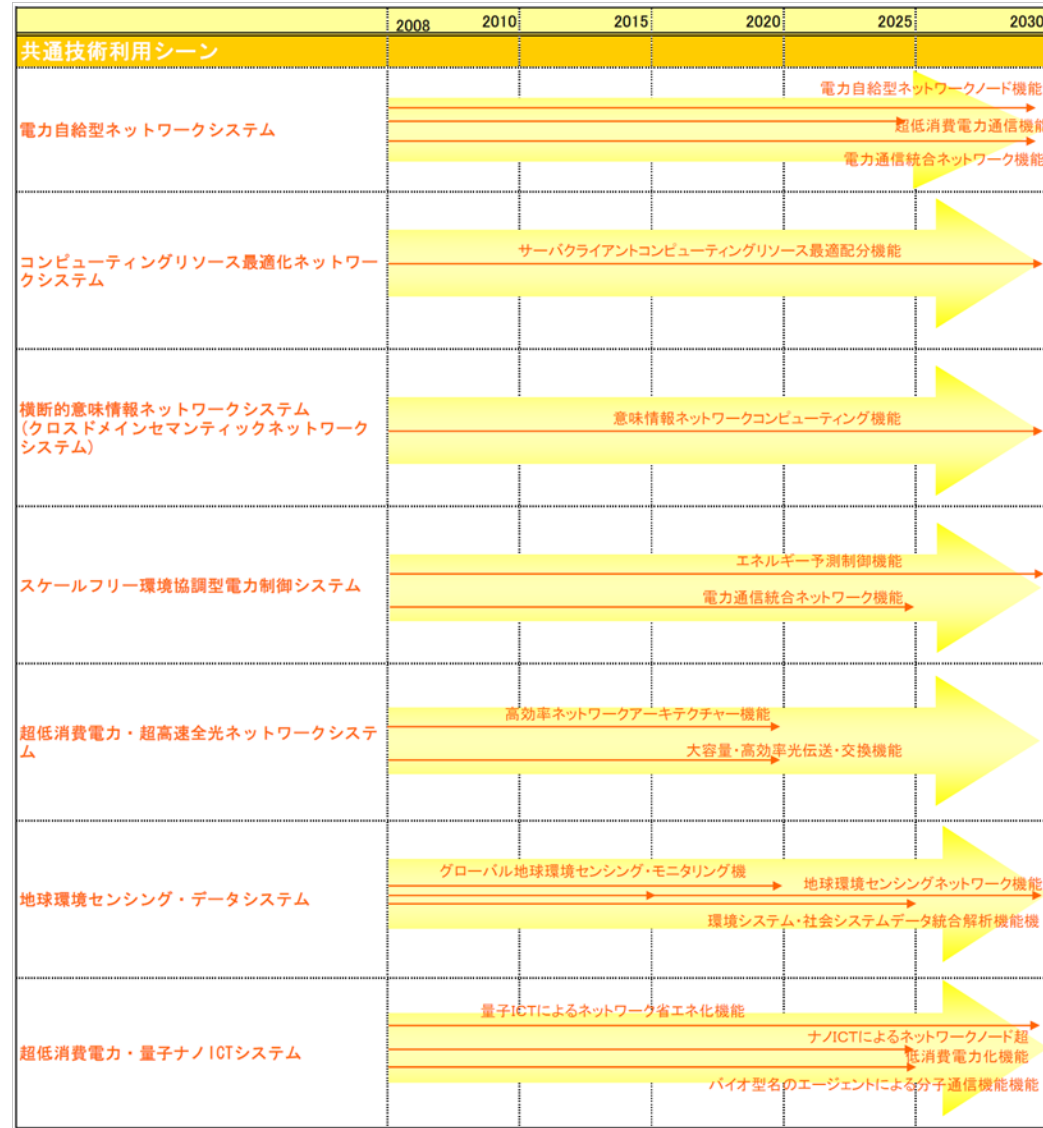 2008 2010 2015 2020 2025 2030
共通技術利用シーン
電力自給型ネットワークシステム
電力自給型ネットワークノード機能
超低消費電力通信機能
電力通信統合ネットワーク機能
コンピューティングリソース最適化ネットワー
クシステム
サーバクライアントコンピューティングリソース最適配分機能
横断的意味情報ネットワークシステム
(クロスドメインセマンティックネットワーク
システム)
意味情報ネットワークコンピューティング機能
スケールフリー環境協調型電力制御システム
エネルギー予測制御機能
電力通信統合ネットワーク機能
超低消費電力・超高速全光ネットワークシステ
ム
高効率ネットワークアーキテクチャー機能
大容量・高効率光伝送・交換機能
地球環境センシング・データシステム
グローバル地球環境センシング・モニタリング機
地球環境センシングネットワーク機能
環境システム・社会システムデータ統合解析機能機
超低消費電力・量子ナノICTシステム
量子ICTによるネットワーク省エネ化機能
ナノICTによるネットワークノード超
低消費電力化機能
バイオ型名のエージェントによる分子通信機能機能